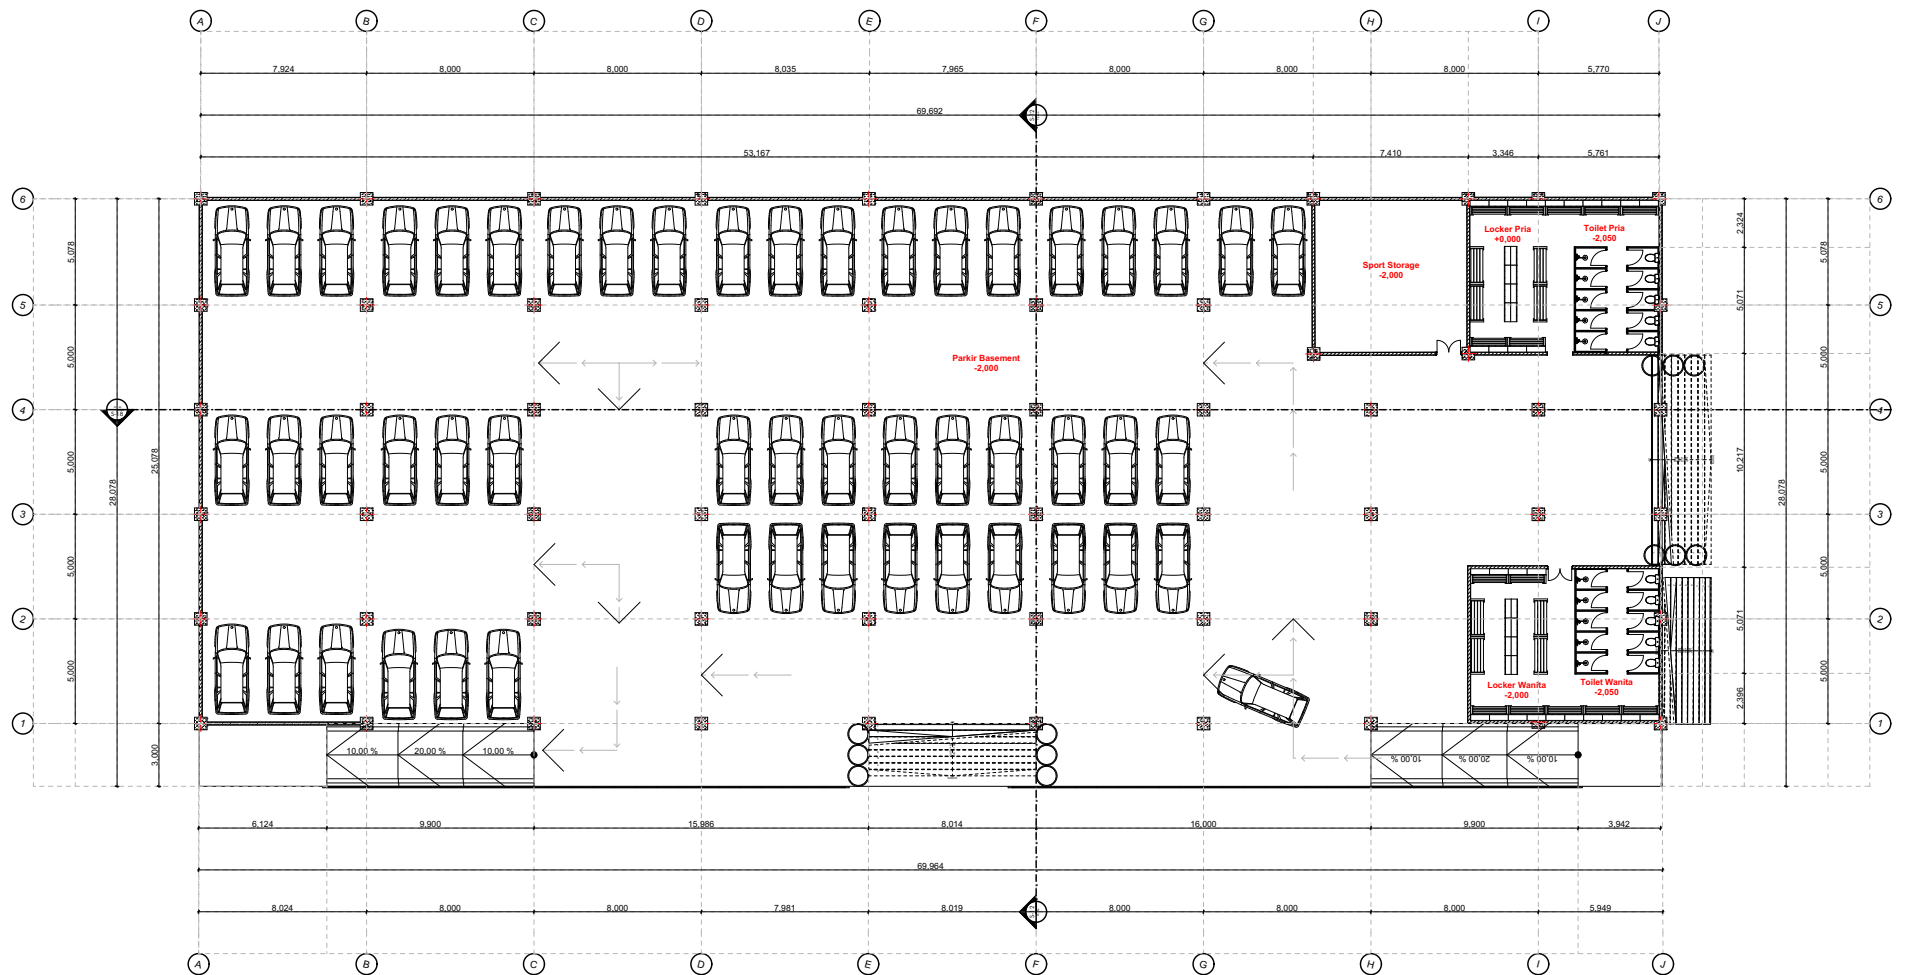 A B C D E F G H I J
7,924 8,000 8,000 8,035 7,965 8,000 8,000 8,000 5,770
69,692
53,167 7,410 3,346 5,761
6 6
5,078 2,324 5,078
Locker Pria
+0,000
Toilet Pria
-2,050
Sport Storage
-2,000
5 5
5,071
5,000 5,000
Parkir Basement
-2,000
4 4
28,078 25,078 5,000 10,217 5,000 28,078
3 3
5,000 5,000
2 2
5,071
5,000 5,000
Locker Wanita
-2,000
Toilet Wanita
-2,050
2,396
1 1
3,000
10.00 % 20.00 % 10.00 %
10.00 % 20.00 % 10.00 %
6,124 9,900 15,986 8,014 16,000 9,900 3,942
69,964
8,024 8,000 8,000 7,981 8,019 8,000 8,000 8,000 5,949
A B C D E F G H I J